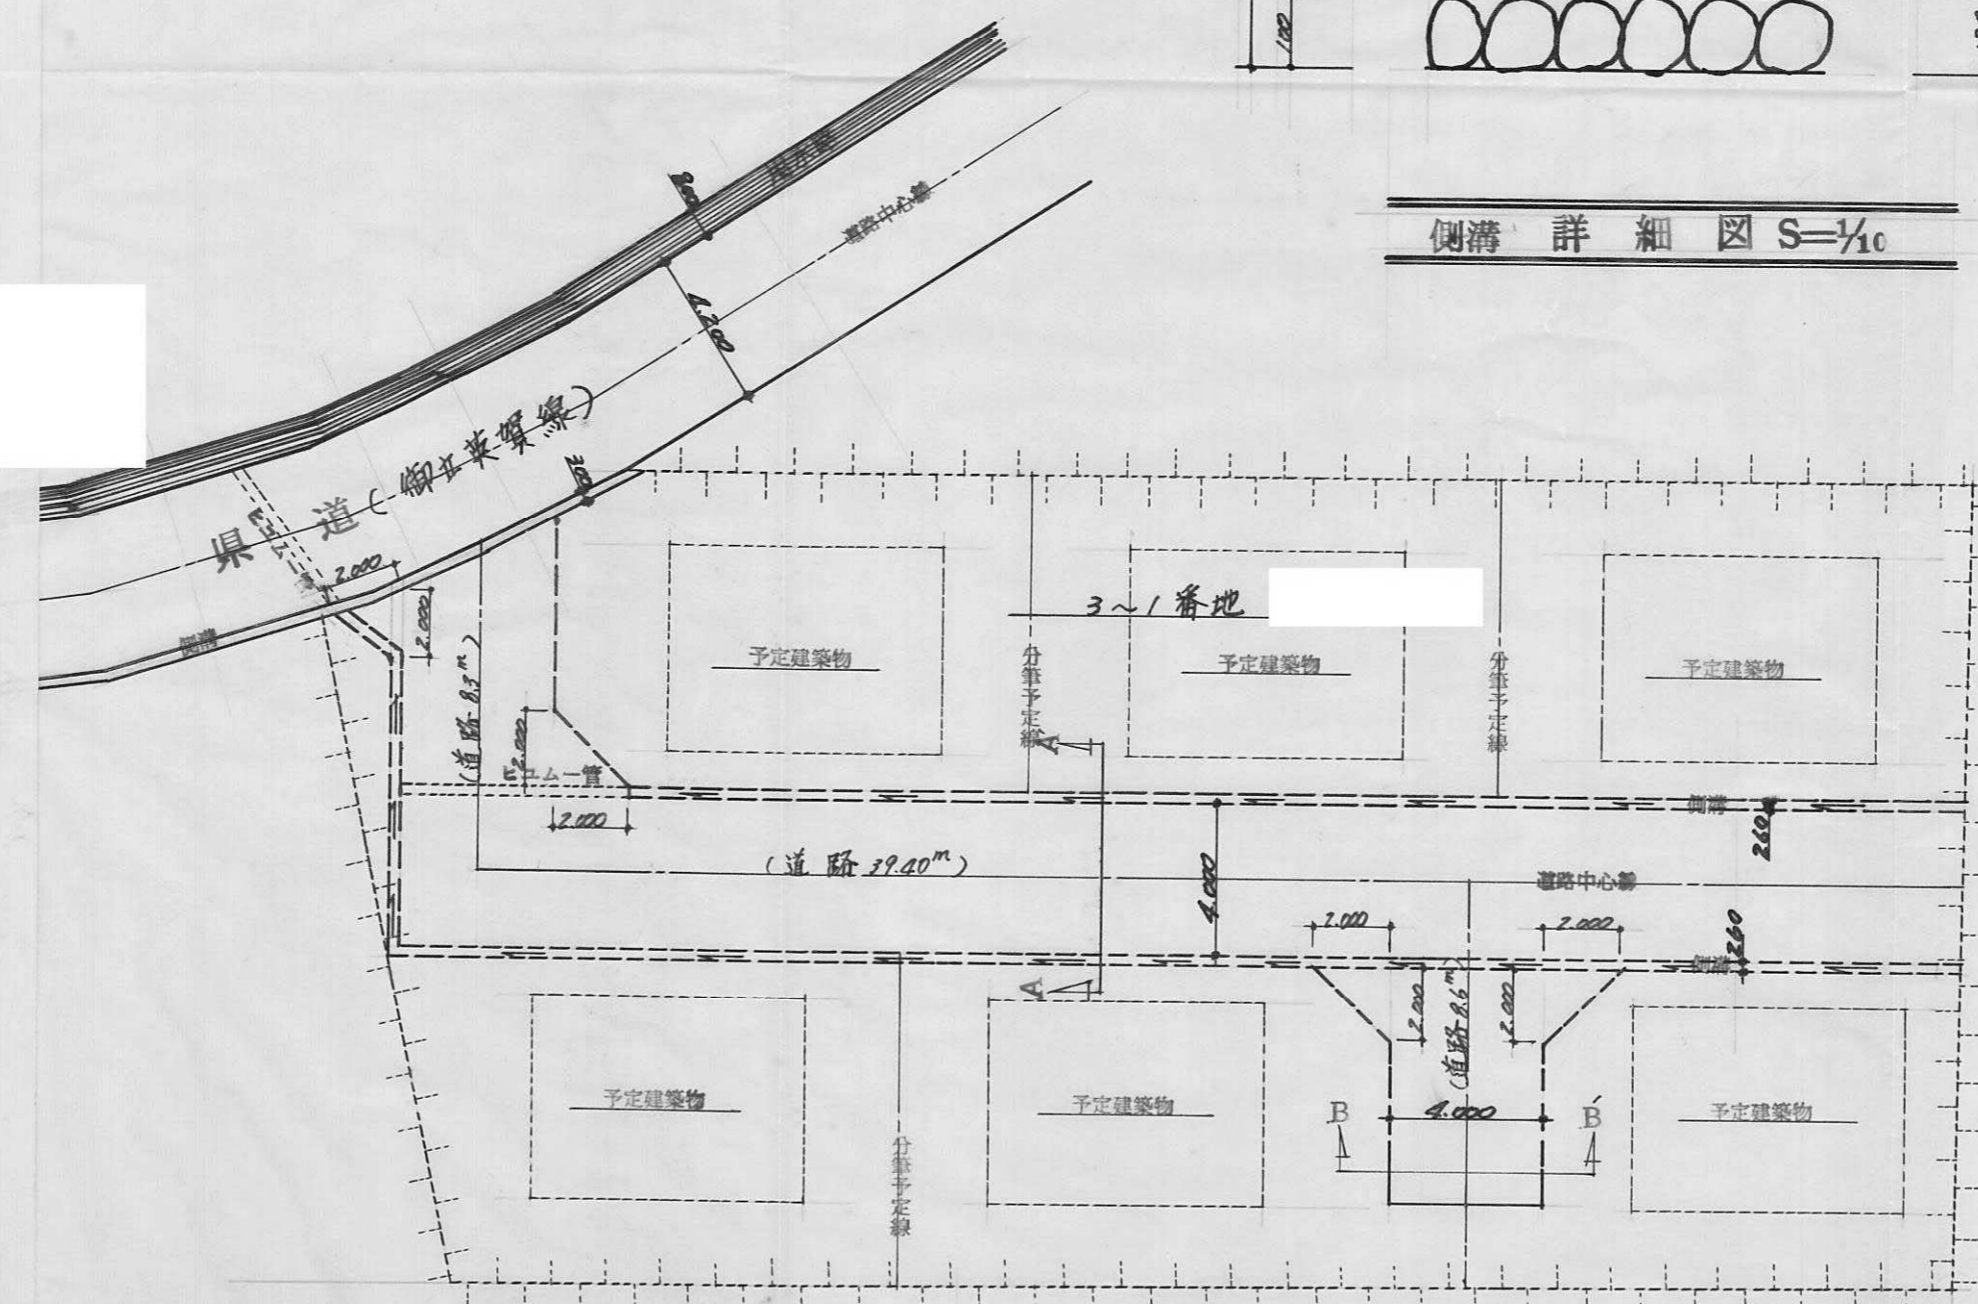 100
側溝 詳細図 S=1/10
用水路
道路中心線
4.200
県道(御立英賀線)
300
2.000
2.000
側溝
(道路8.3m)
3~1番地
予定建築物
予定建築物
予定建築物
分筆予定線
分筆予定線
2.000
ヒューム管
2.000
A'
側溝
260
(道路39.40m)
4.000
道路中心線
2.000
2.000
260
側溝
A
2.000
(道路8.6m)
2.000
予定建築物
予定建築物
予定建築物
B
4.000
B'
分筆予定線